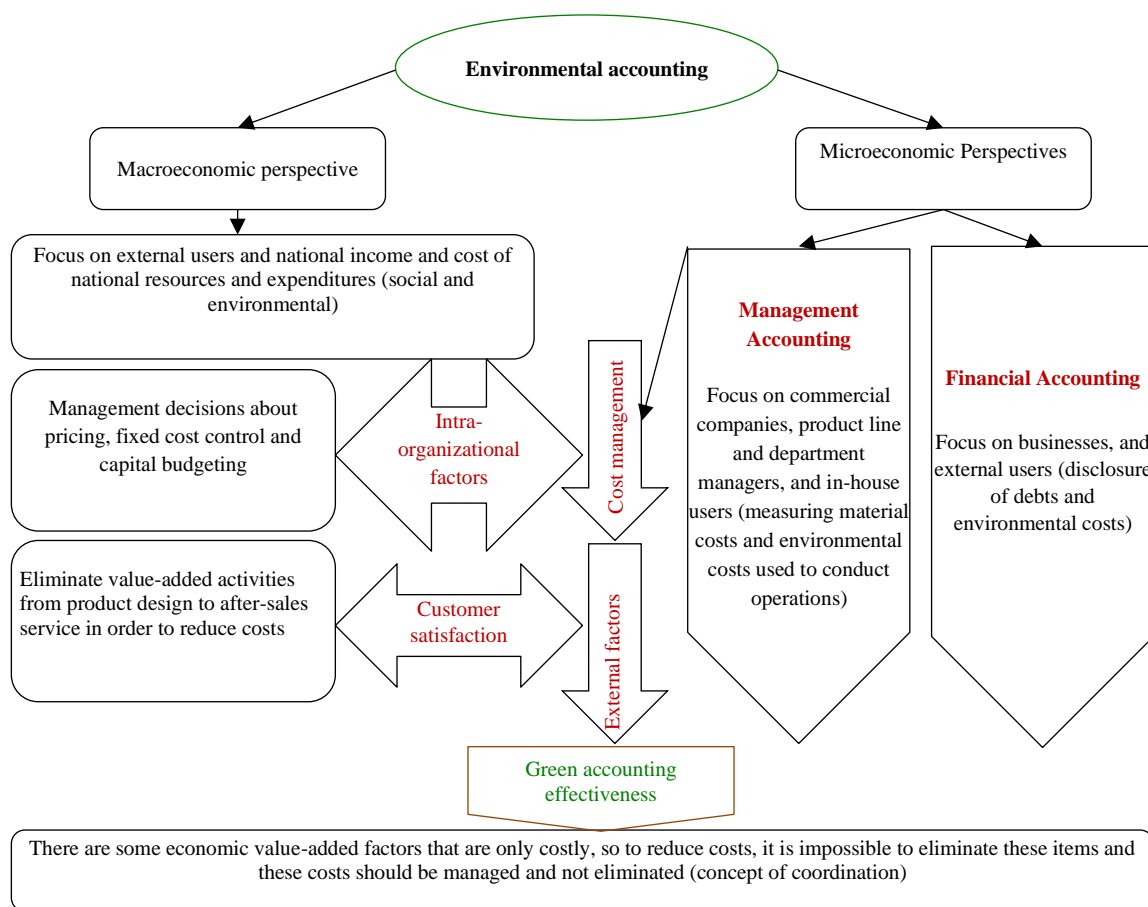 Environmental accounting
Macroeconomic perspective
Microeconomic Perspectives
Focus on external users and national income and cost of
national resources and expenditures (social and
environmental)
Management decisions about
pricing, fixed cost control and
capital budgeting
Intra-
organizational
factors
Cost management
Management
Accounting
Focus on commercial
companies, product line
and department
managers, and in-house
users (measuring material
costs and environmental
costs used to conduct
operations)
Financial Accounting
Focus on businesses, and
external users (disclosure
of debts and
environmental costs)
Eliminate value-added activities
from product design to after-sales
service in order to reduce costs
Customer
satisfaction
External factors
Green accounting
effectiveness
There are some economic value-added factors that are only costly, so to reduce costs, it is impossible to eliminate these items and
these costs should be managed and not eliminated (concept of coordination)